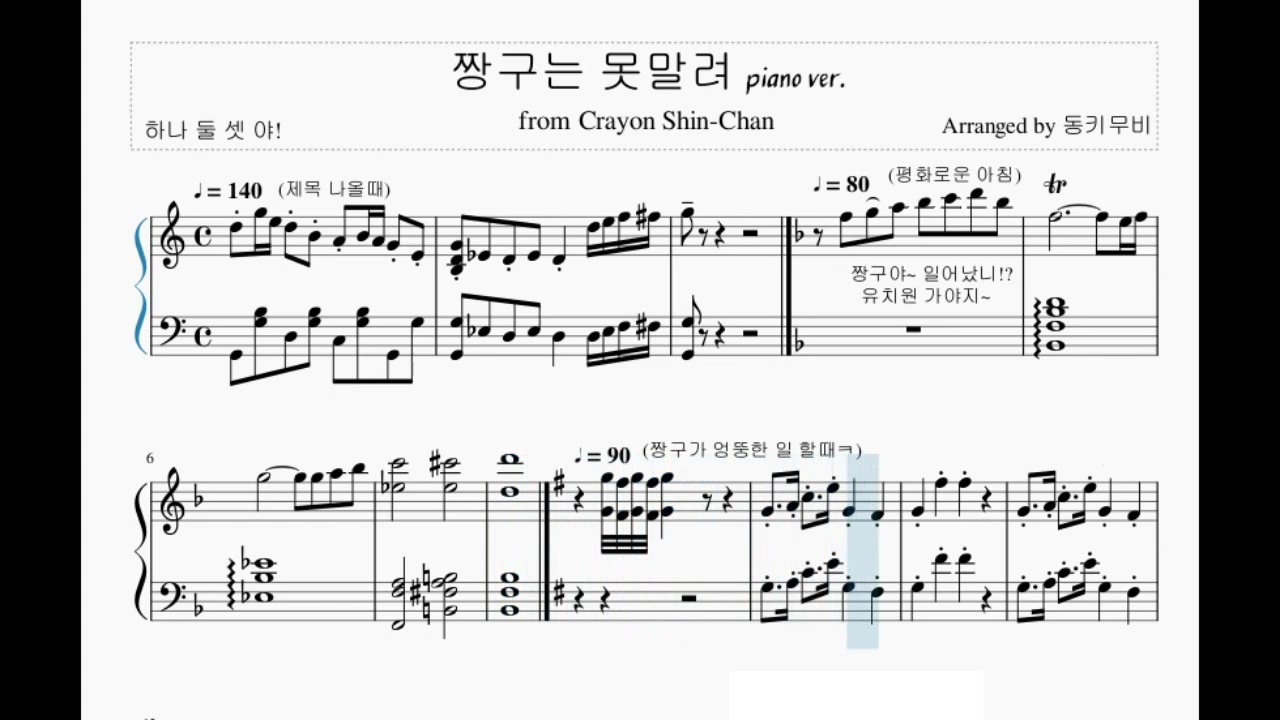 짱구는 못말려 piano ver.
from Crayon Shin-Chan
하나 둘 셋 야!
Arranged by 동키무비
♩= 140 (제목 나올때)
♩= 80 (평화로운 아침)
tr
짱구야~ 일어났니!?
유치원 가야지~
6
♩= 90 (짱구가 엉뚱한 일 할때ㅋ)